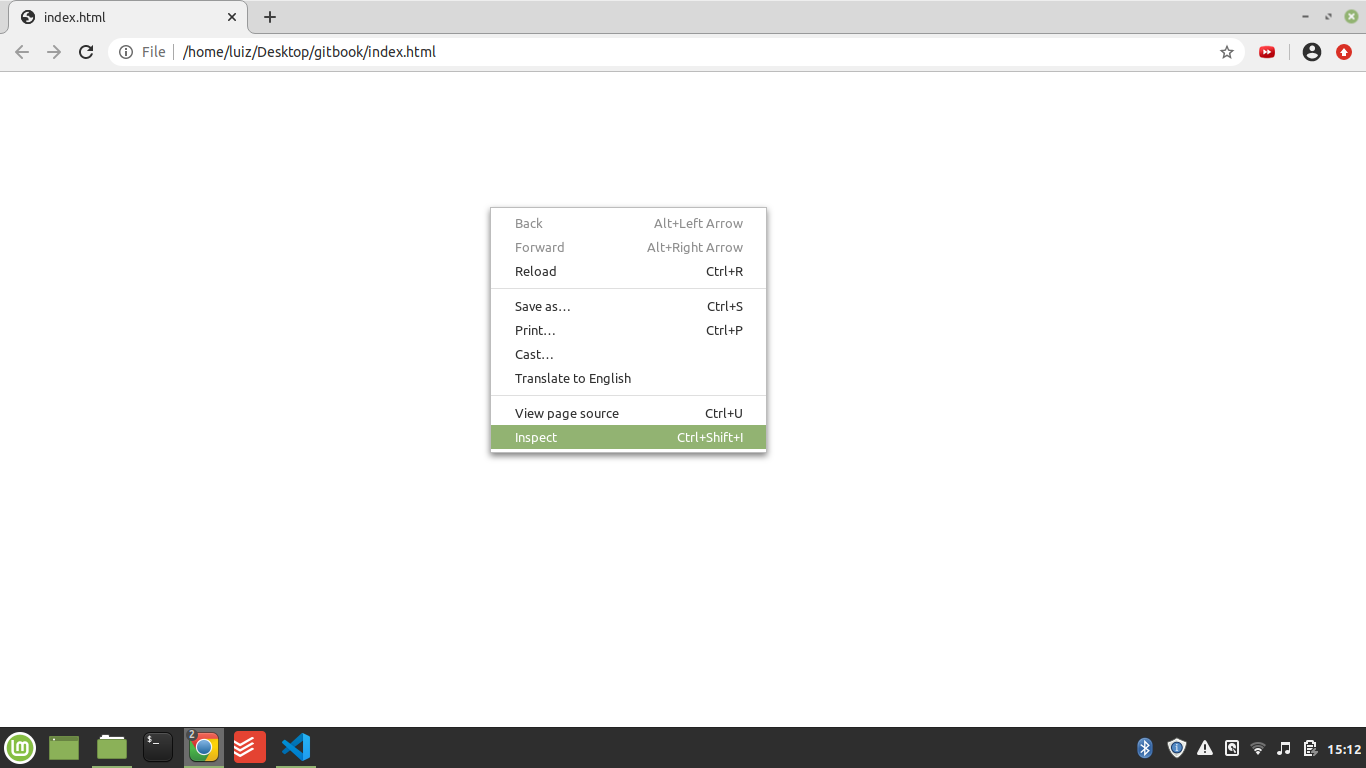 index.html
File /home/luiz/Desktop/gitbook/index.html
Back Alt+Left Arrow
Forward Alt+Right Arrow
Reload Ctrl+R
Save as... Ctrl+S
Print... Ctrl+P
Cast...
Translate to English
View page source Ctrl+U
Inspect Ctrl+Shift+I
$_ 2 15:12